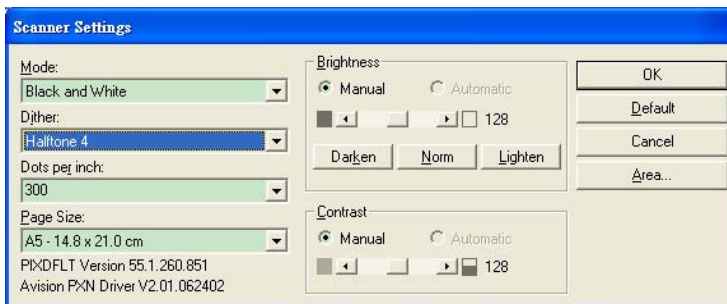 Scanner Settings
Mode:
Black and White
Dither:
Halftone 4
Dots per inch:
300
Page Size:
A5 - 14.8 x 21.0 cm
PIXDFLT Version 55.1.260.851
Avision PXN Driver V2.01.062402
Brightness
Manual
Automatic
128
Darken Norm Lighten
Contrast
Manual
Automatic
128
OK
Default
Cancel
Area...